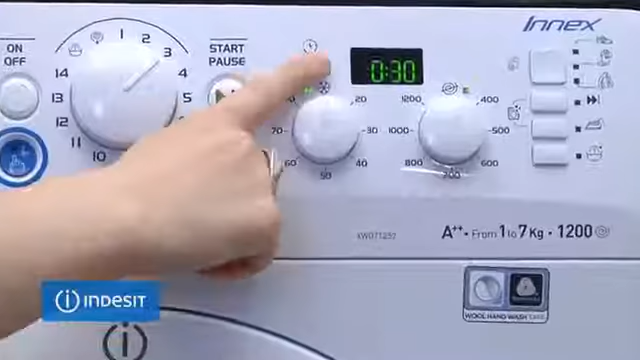 Innex
ON
OFF
START
PAUSE
0:30
1 2 3 4 5 10 11 12 13 14
20 30 40 50 60 70
1200 1000 800 700 600 500 400
A++ • From 1 to 7 Kg • 1200
WOOL HAND WASH CARE
i INDESIT
i